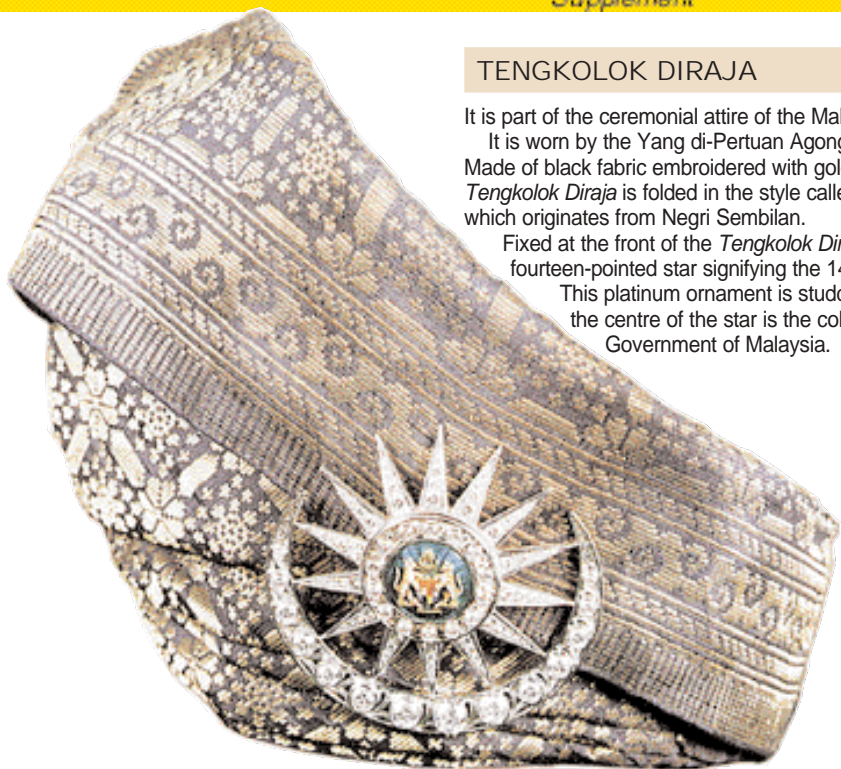 Supplement
TENGKOLOK DIRAJA
It is part of the ceremonial attire of the Mal
It is worn by the Yang di-Pertuan Agong
Made of black fabric embroidered with gol
Tengkolok Diraja is folded in the style calle
which originates from Negri Sembilan.
Fixed at the front of the Tengkolok Dir
fourteen-pointed star signifying the 14
This platinum ornament is studd
the centre of the star is the col
Government of Malaysia.